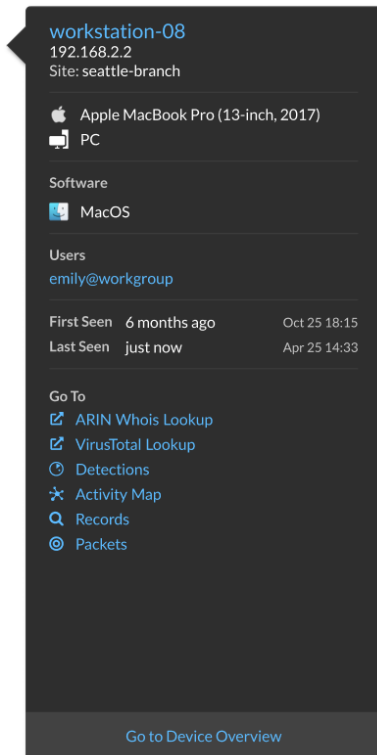 workstation-08
192.168.2.2
Site: seattle-branch
Apple MacBook Pro (13-inch, 2017)
PC
Software
MacOS
Users
emily@workgroup
First Seen 6 months ago Oct 25 18:15
Last Seen just now Apr 25 14:33
Go To
ARIN Whois Lookup
VirusTotal Lookup
Detections
Activity Map
Records
Packets
Go to Device Overview